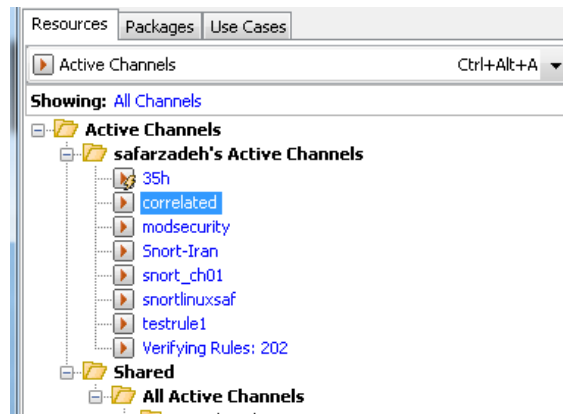 Resources Packages Use Cases
Active Channels Ctrl+Alt+A
Showing: All Channels
Active Channels
safarzadeh's Active Channels
35h
correlated
modsecurity
Snort-Iran
snort_ch01
snortlinuxsaf
testrule1
Verifying Rules: 202
Shared
All Active Channels